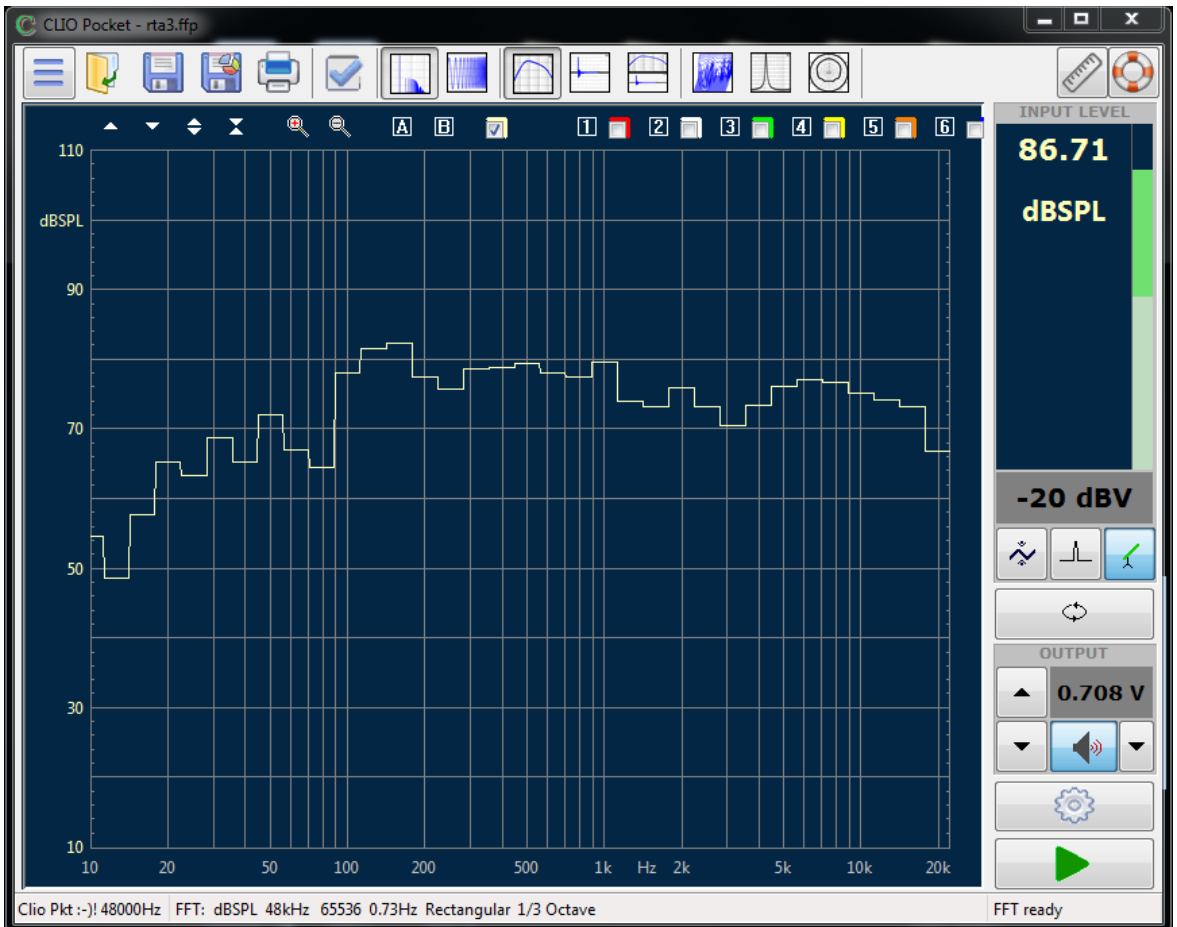 CLIO Pocket - rta3.ffp
A B 1 2 3 4 5 6
INPUT LEVEL
86.71
dBSPL
-20 dBV
OUTPUT
0.708 V
110
dBSPL
90
70
50
30
10
10 20 50 100 200 500 1k Hz 2k 5k 10k 20k
Clio Pkt :-)! 48000Hz FFT: dBSPL 48kHz 65536 0.73Hz Rectangular 1/3 Octave FFT ready